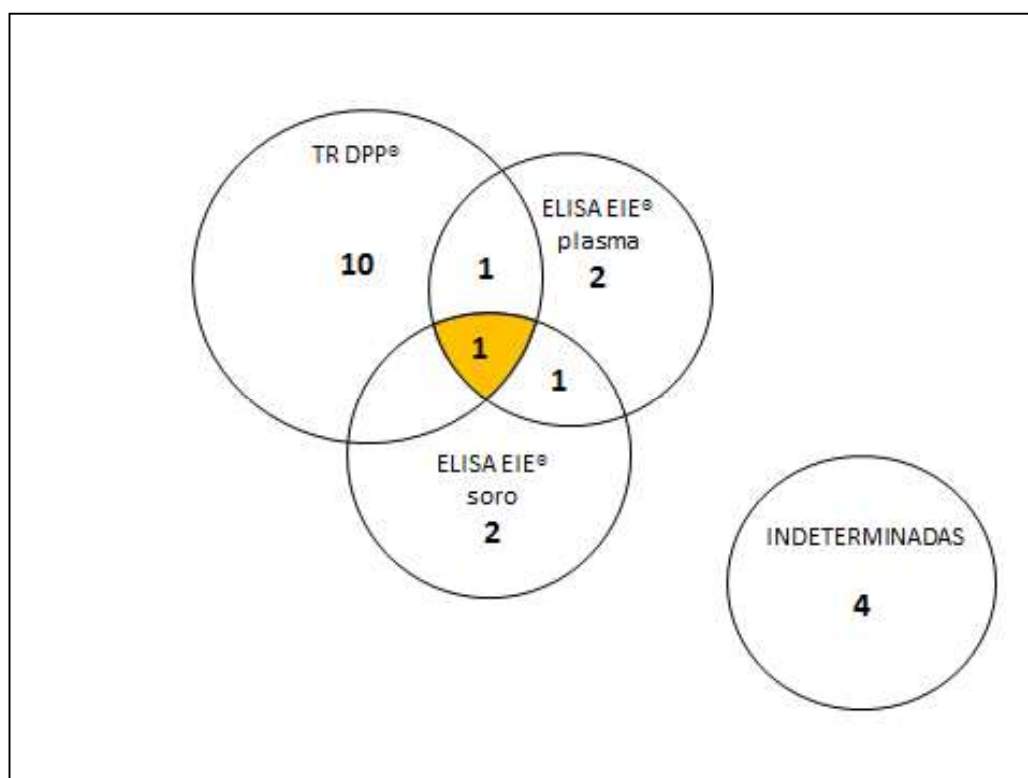 TR DPP®
ELISA EIE®
plasma
10
1
2
1
1
ELISA EIE®
soro
2
INDETERMINADAS
4